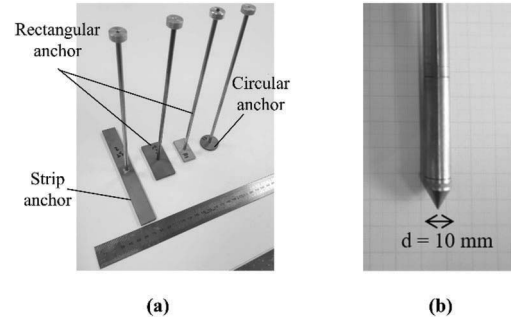 Rectangular
anchor
Circular
anchor
Strip
anchor
d = 10 mm
(a)
(b)